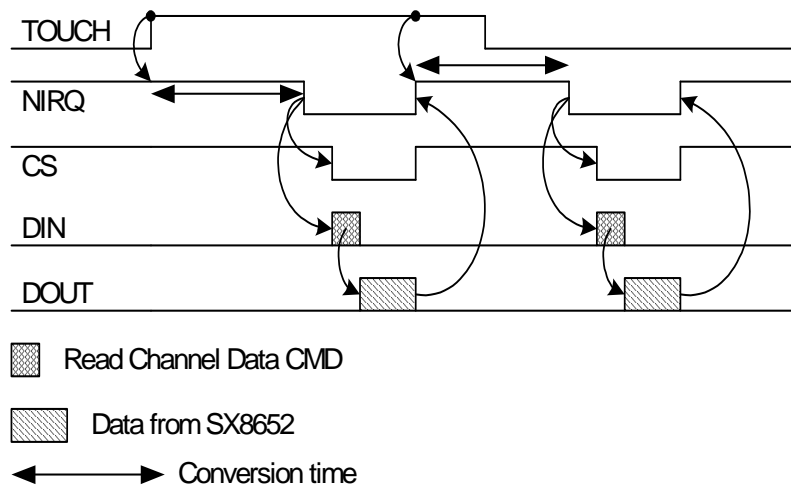 TOUCH
NIRQ
CS
DIN
DOUT
Read Channel Data CMD
Data from SX8652
Conversion time